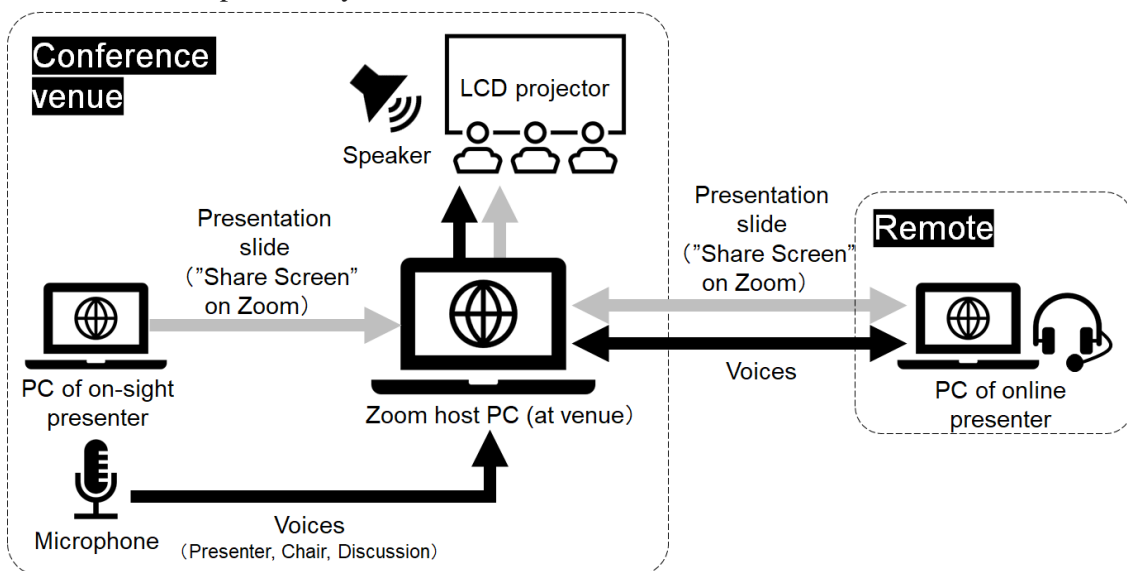 Conference
venue
LCD projector
Speaker
Presentation
slide
（”Share Screen”
on Zoom）
Presentation
slide
（”Share Screen”
on Zoom）
Remote
PC of on-sight
presenter
Zoom host PC (at venue）
Voices
PC of online
presenter
Microphone
Voices
（Presenter, Chair, Discussion）